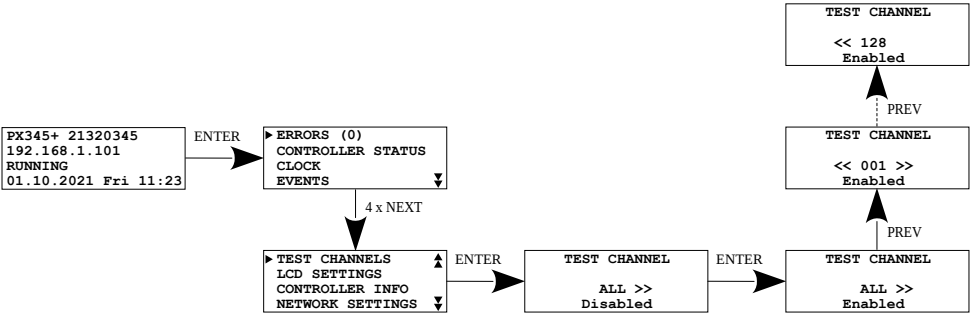 PX345+ 21320345
192.168.1.101
RUNNING
01.10.2021 Fri 11:23
ENTER
ERRORS (0)
CONTROLLER STATUS
CLOCK
EVENTS
4 x NEXT
TEST CHANNELS
LCD SETTINGS
CONTROLLER INFO
NETWORK SETTINGS
ENTER
TEST CHANNEL
ALL >>
Disabled
ENTER
TEST CHANNEL
ALL >>
Enabled
PREV
TEST CHANNEL
<< 001 >>
Enabled
PREV
TEST CHANNEL
<< 128
Enabled